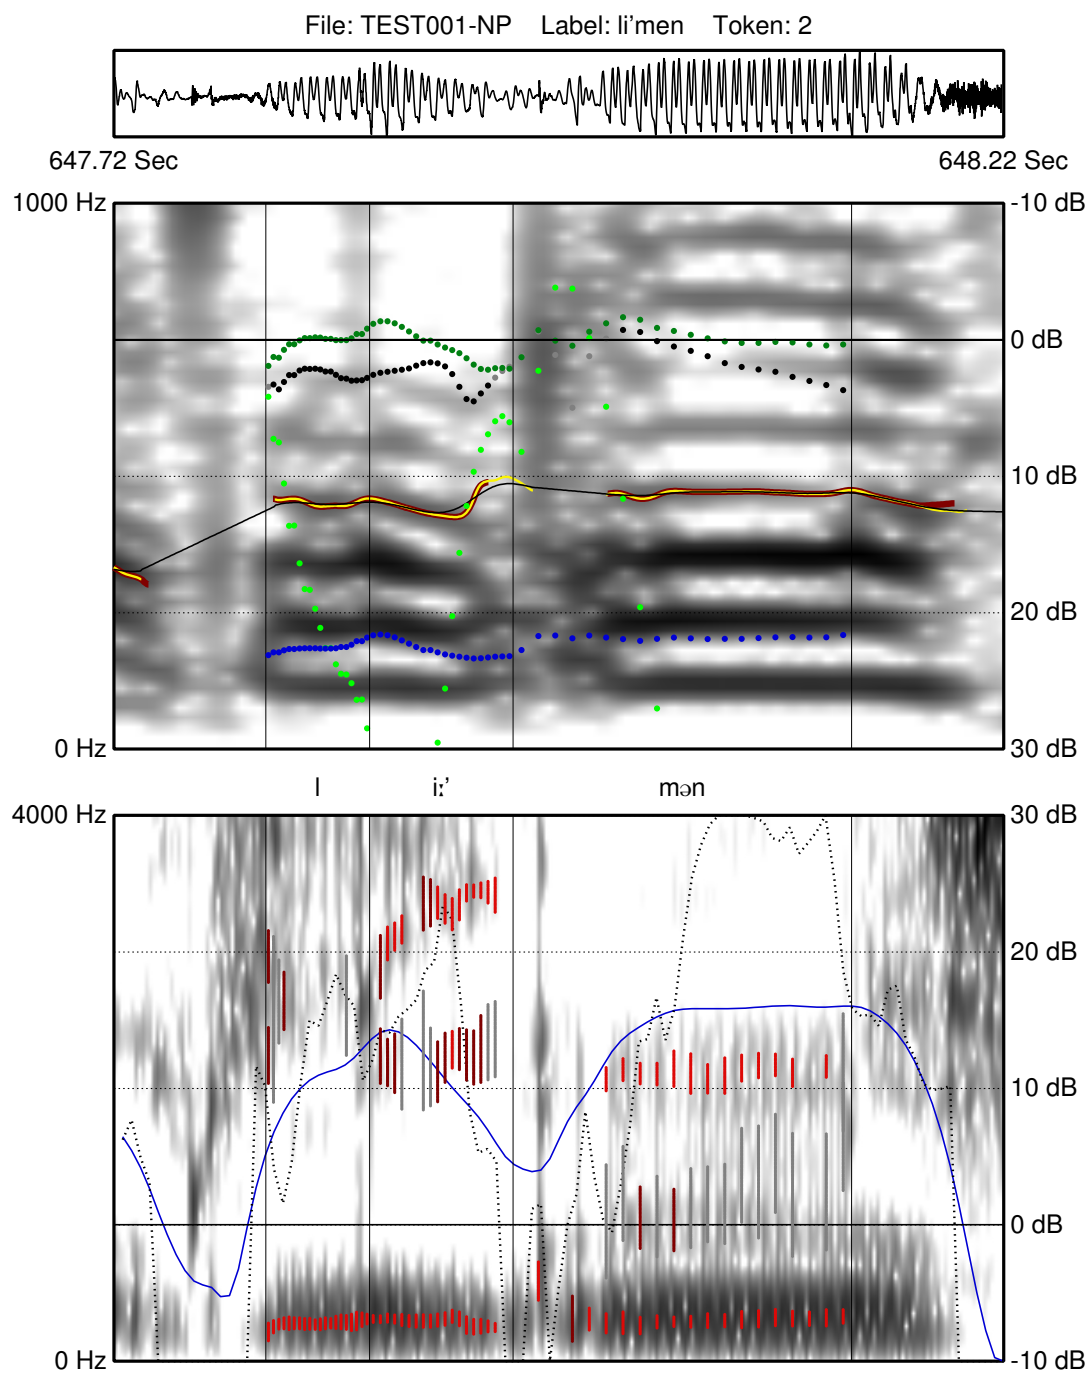 File: TEST001-NP Label: li'men Token: 2
647.72 Sec 648.22 Sec
1000 Hz -10 dB
0 dB
10 dB
20 dB
0 Hz 30 dB
l iː’ mən
4000 Hz 30 dB
20 dB
10 dB
0 dB
0 Hz -10 dB